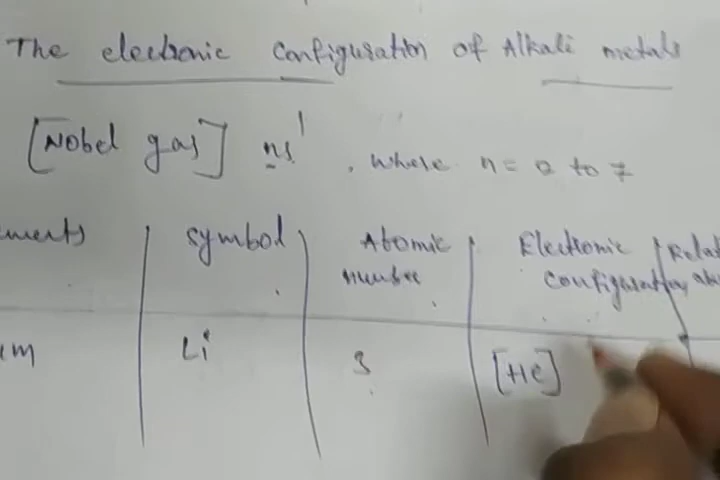 The electronic configuration of Alkali metals
[Nobel gas] ns¹, where n = 2 to 7
symbol Atomic number Electronic configuration
Li 3 [He]